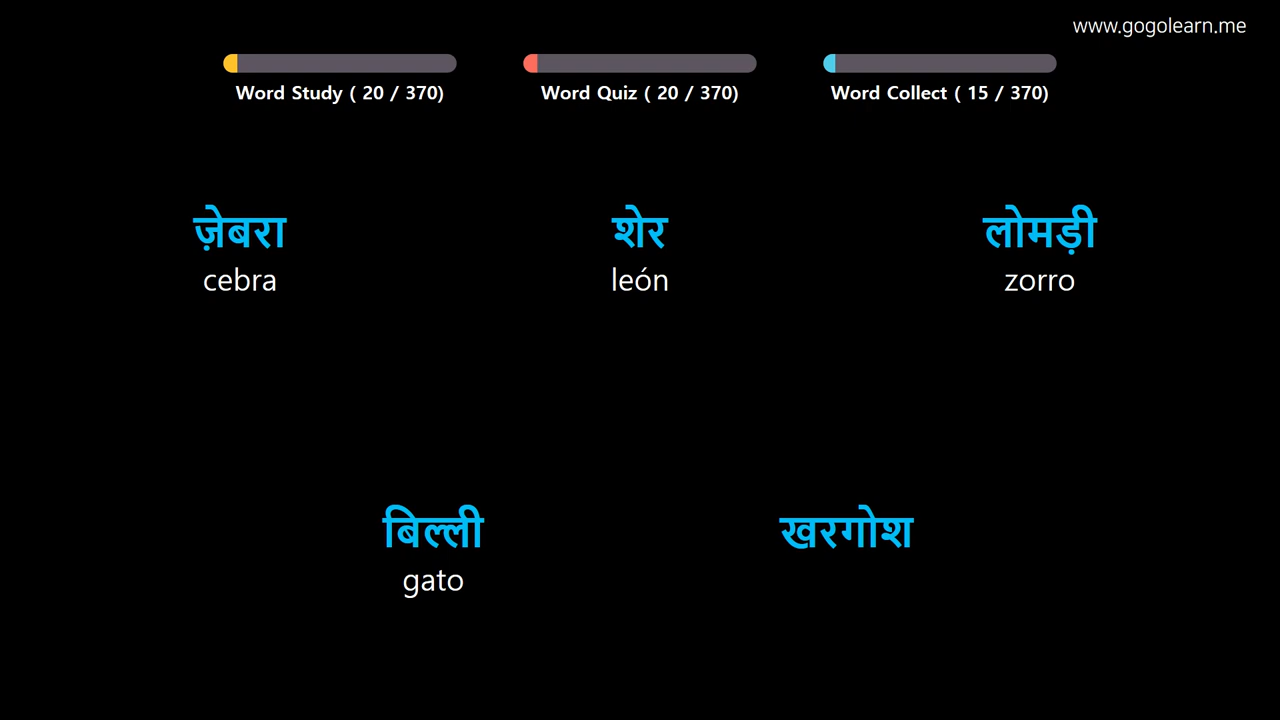 www.gogolearn.me
Word Study ( 20 / 370)
Word Quiz ( 20 / 370)
Word Collect ( 15 / 370)
ज़ेबरा
cebra
शेर
león
लोमड़ी
zorro
बिल्ली
gato
खरगोश